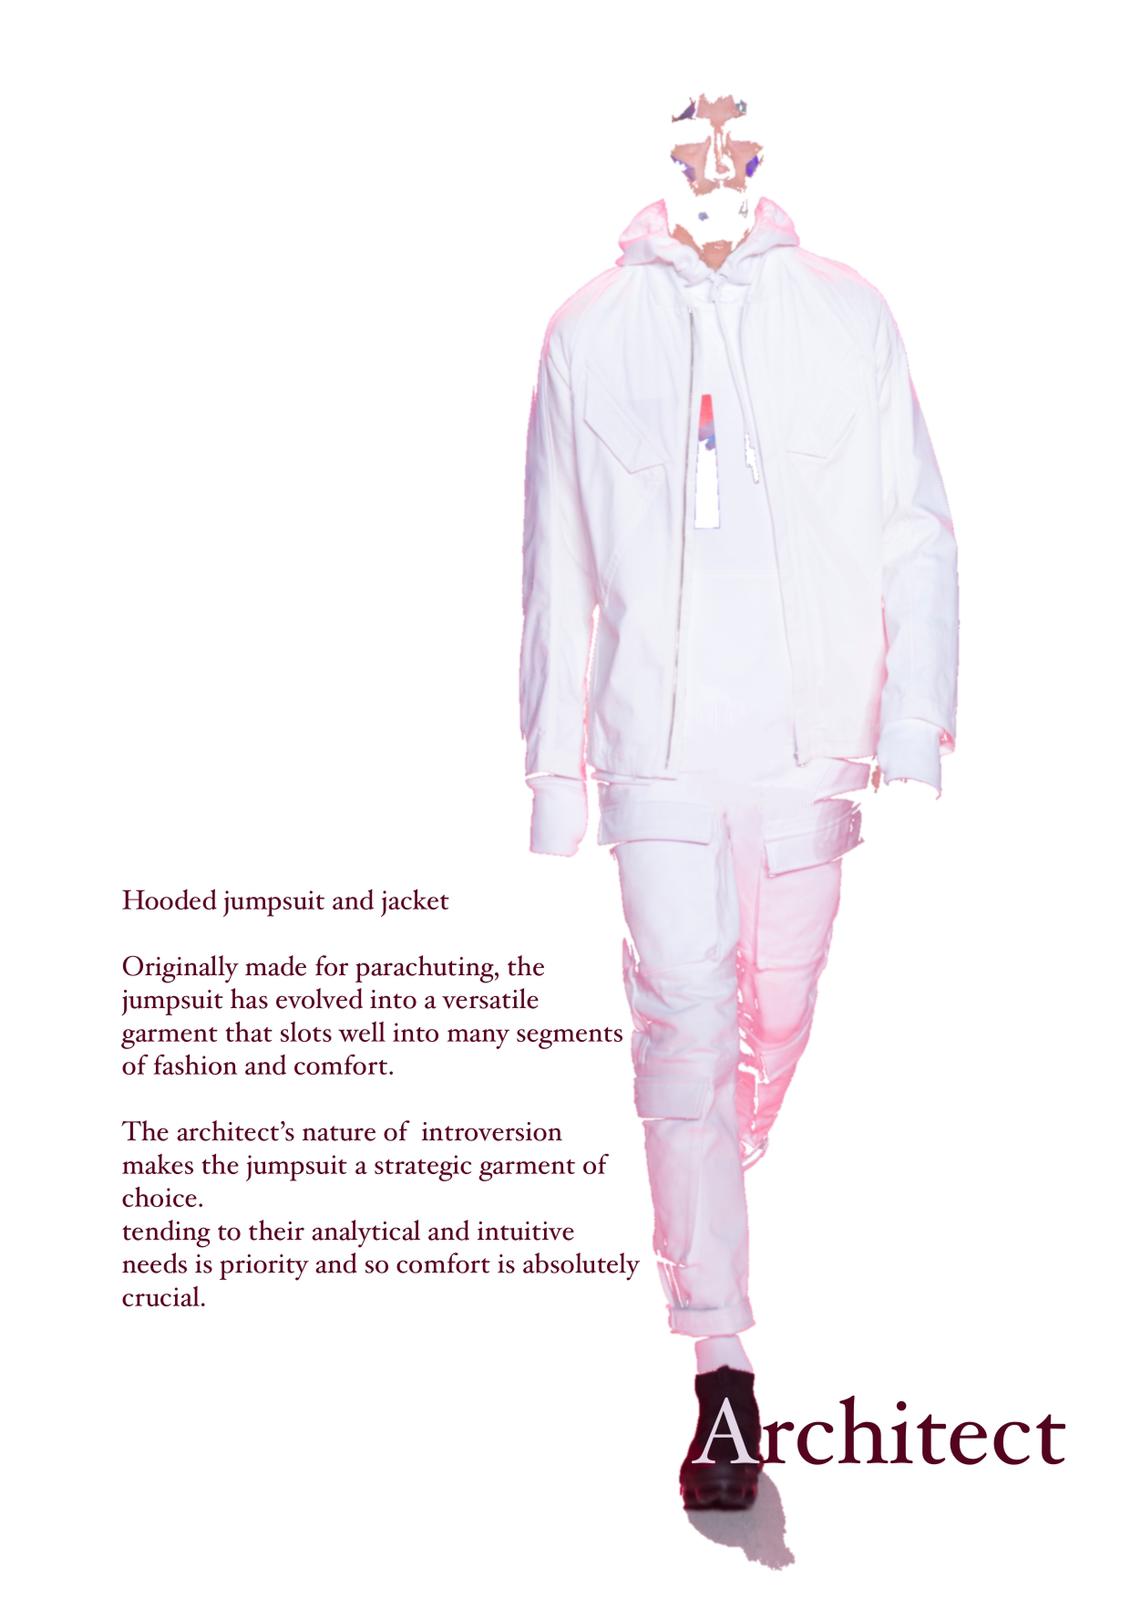 Hooded jumpsuit and jacket
Originally made for parachuting, the
jumpsuit has evolved into a versatile
garment that slots well into many segments
of fashion and comfort.
The architect’s nature of  introversion
makes the jumpsuit a strategic garment of
choice.
tending to their analytical and intuitive
needs is priority and so comfort is absolutely
crucial.
Architect